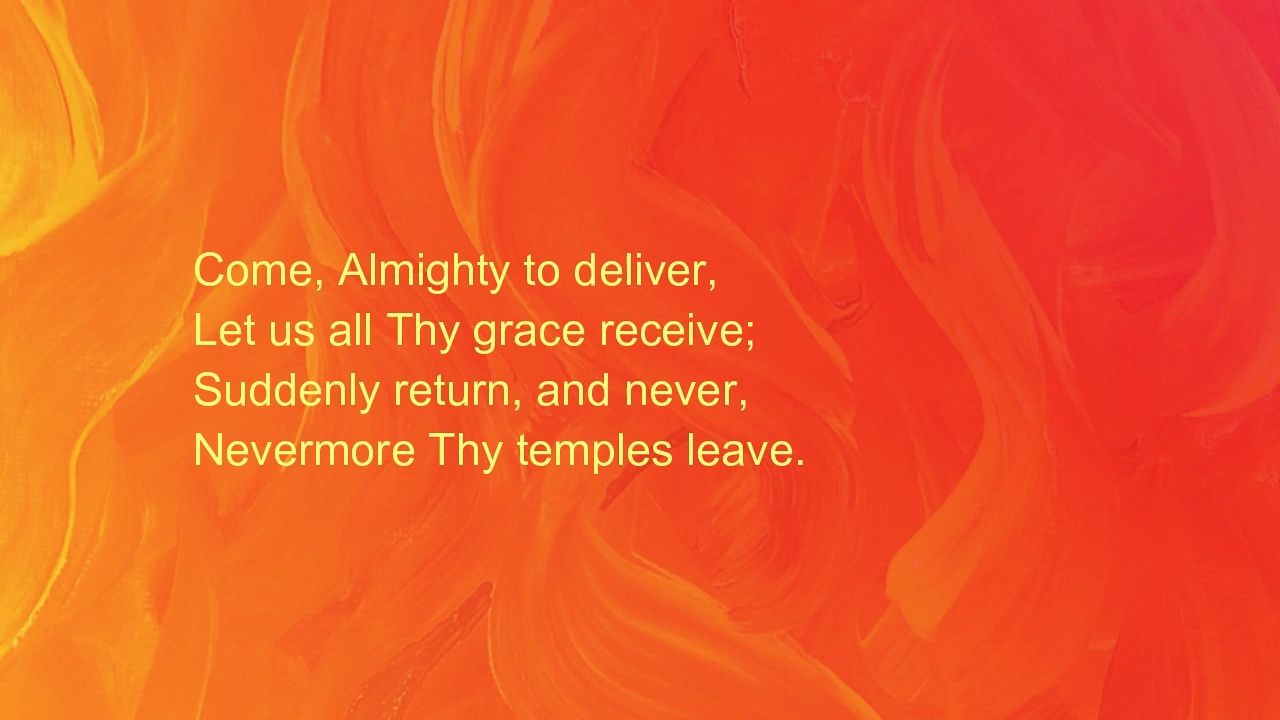 Come, Almighty to deliver,
Let us all Thy grace receive;
Suddenly return, and never,
Nevermore Thy temples leave.